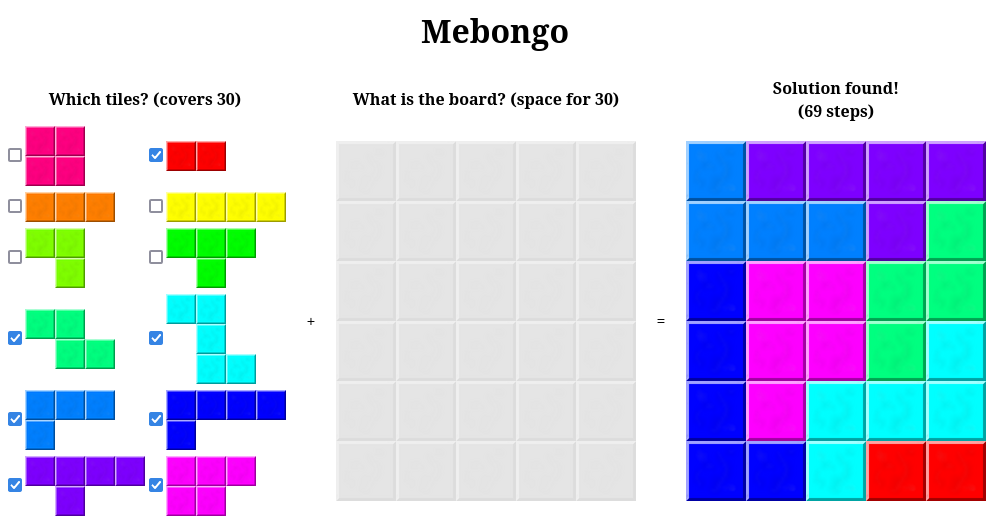 Mebongo
Which tiles? (covers 30)
What is the board? (space for 30)
Solution found!
(69 steps)
+
=